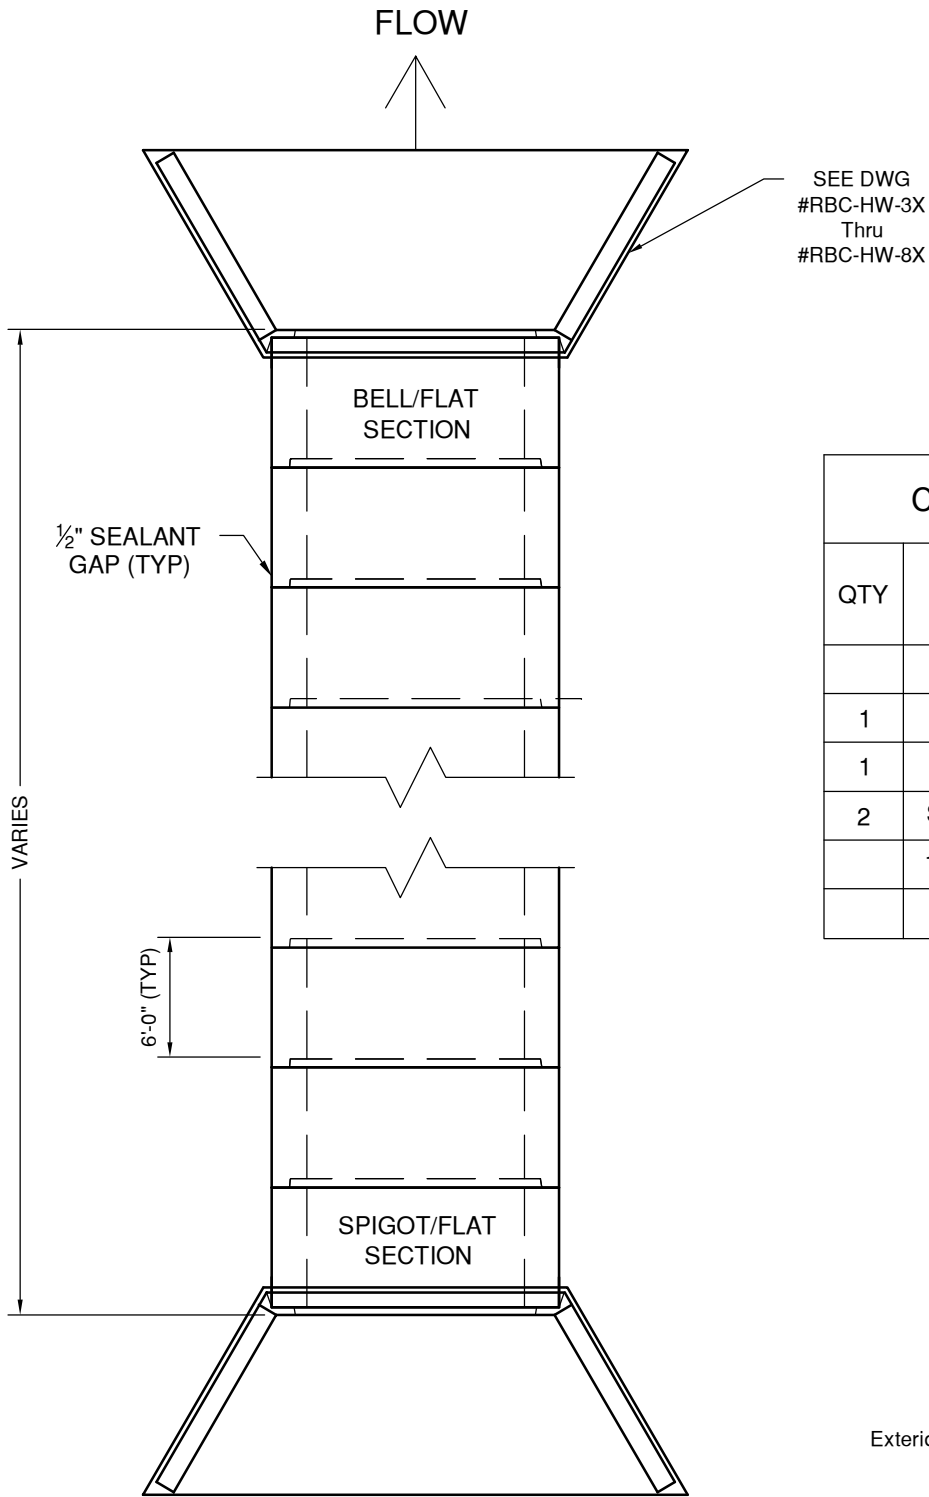 FLOW
SEE DWG
#RBC-HW-3X
Thru
#RBC-HW-8X
BELL/FLAT
SECTION
½" SEALANT
GAP (TYP)
QTY
1
1
2
VARIES
6'-0" (TYP)
SPIGOT/FLAT
SECTION